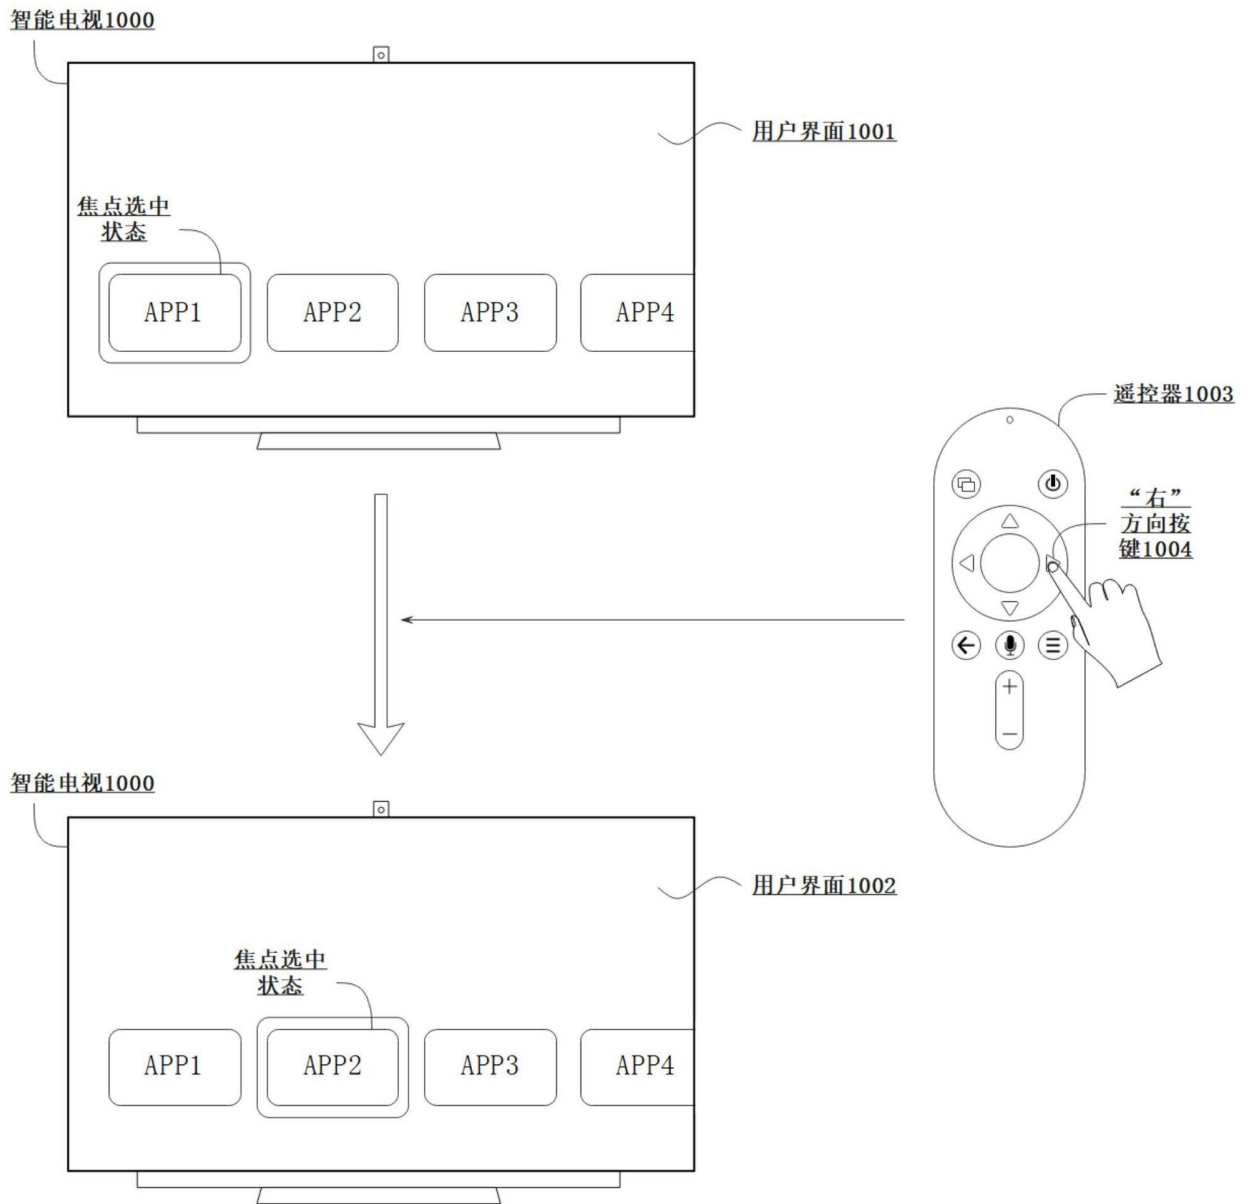 智能电视1000
用户界面1001
焦点选中
状态
APP1
APP2
APP3
APP4
遥控器1003
“右”
方向按
键1004
智能电视1000
用户界面1002
焦点选中
状态
APP1
APP2
APP3
APP4